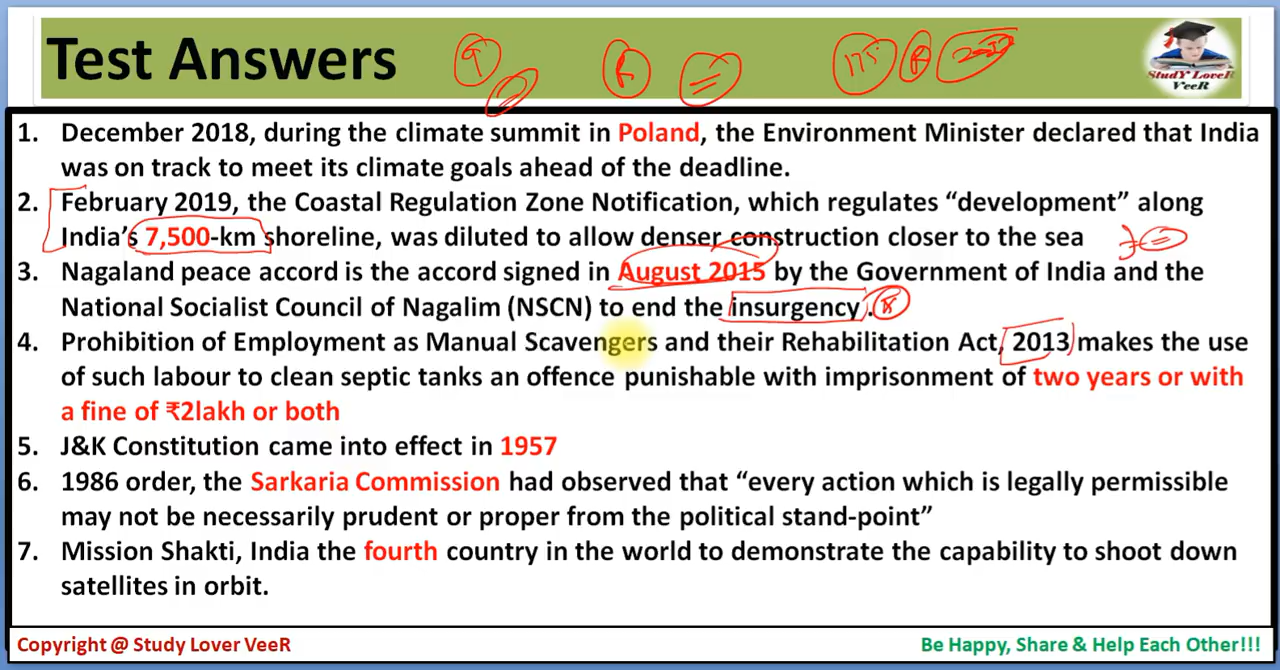 Test Answers
StudY LoveR
VeeR
175
1. December 2018, during the climate summit in Poland, the Environment Minister declared that India
was on track to meet its climate goals ahead of the deadline.
2. February 2019, the Coastal Regulation Zone Notification, which regulates “development” along
India’s 7,500-km shoreline, was diluted to allow denser construction closer to the sea
3. Nagaland peace accord is the accord signed in August 2015 by the Government of India and the
National Socialist Council of Nagalim (NSCN) to end the insurgency.
4. Prohibition of Employment as Manual Scavengers and their Rehabilitation Act, 2013 makes the use
of such labour to clean septic tanks an offence punishable with imprisonment of two years or with
a fine of ₹2lakh or both
5. J&K Constitution came into effect in 1957
6. 1986 order, the Sarkaria Commission had observed that “every action which is legally permissible
may not be necessarily prudent or proper from the political stand-point”
7. Mission Shakti, India the fourth country in the world to demonstrate the capability to shoot down
satellites in orbit.
Copyright @ Study Lover VeeR
Be Happy, Share & Help Each Other!!!